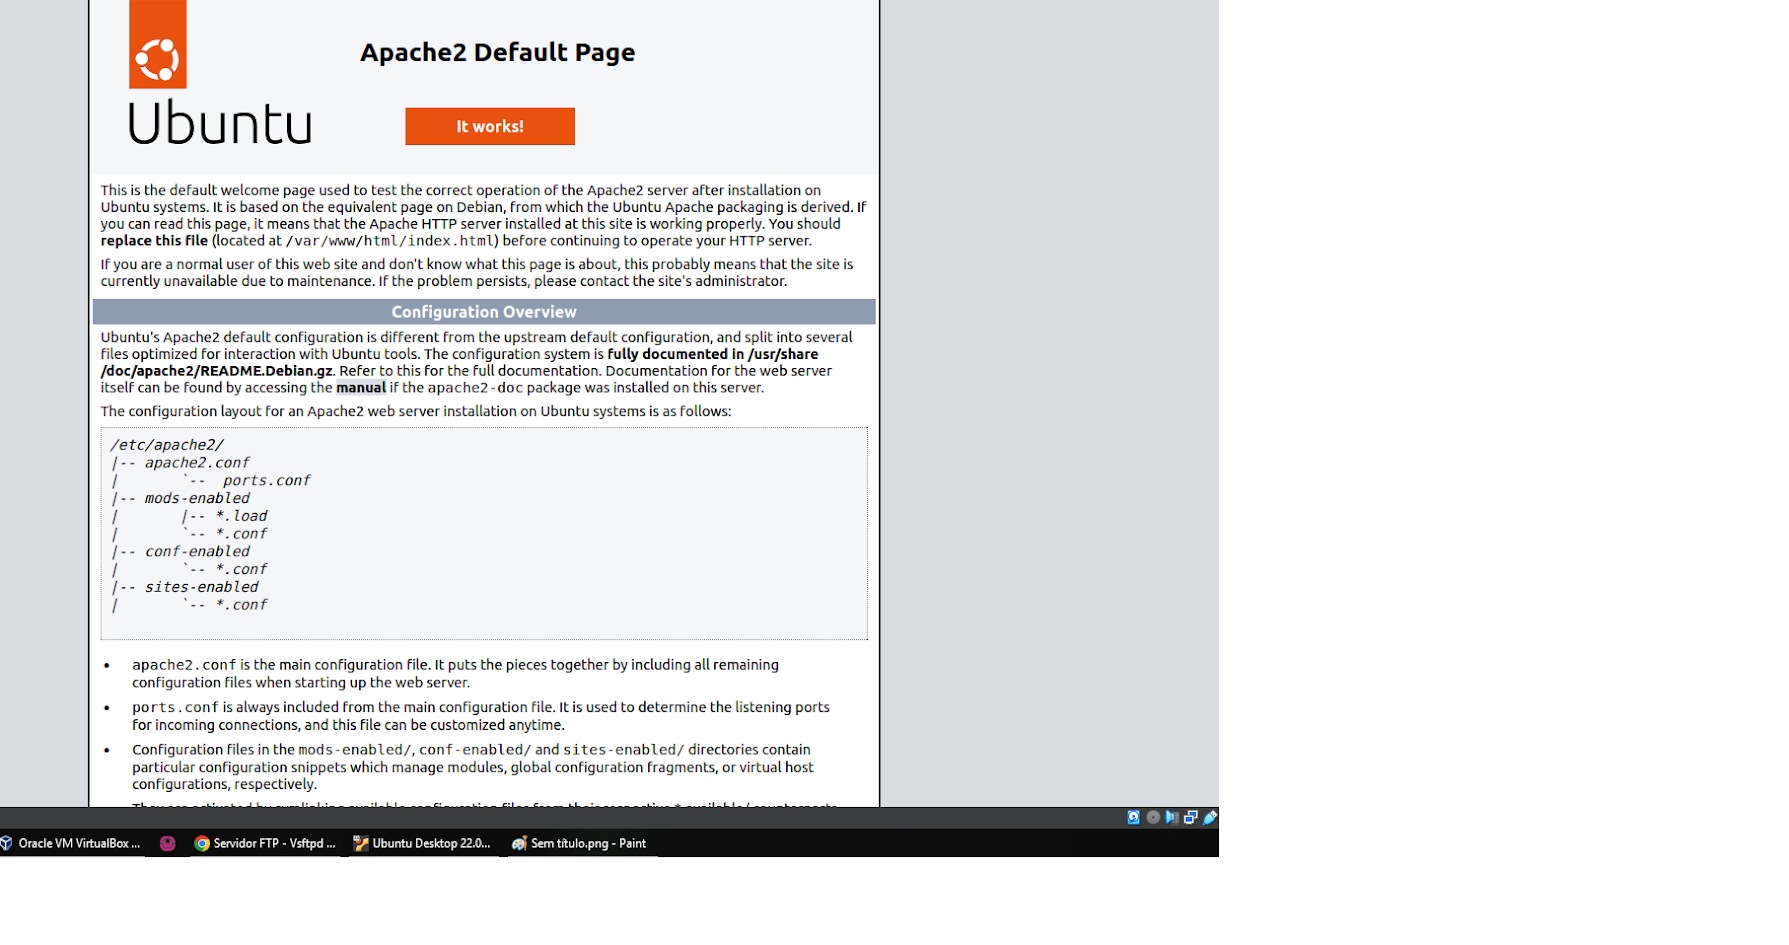 Apache2 Default Page
Ubuntu
It works!
This is the default welcome page used to test the correct operation of the Apache2 server after installation on
Ubuntu systems. It is based on the equivalent page on Debian, from which the Ubuntu Apache packaging is derived. If
you can read this page, it means that the Apache HTTP server installed at this site is working properly. You should
replace this file (located at /var/www/html/index.html) before continuing to operate your HTTP server.
If you are a normal user of this web site and don't know what this page is about, this probably means that the site is
currently unavailable due to maintenance. If the problem persists, please contact the site's administrator.
Configuration Overview
Ubuntu's Apache2 default configuration is different from the upstream default configuration, and split into several
files optimized for interaction with Ubuntu tools. The configuration system is fully documented in /usr/share
/doc/apache2/README.Debian.gz. Refer to this for the full documentation. Documentation for the web server
itself can be found by accessing the manual if the apache2-doc package was installed on this server.
The configuration layout for an Apache2 web server installation on Ubuntu systems is as follows:
/etc/apache2/
|-- apache2.conf
|       `--  ports.conf
|-- mods-enabled
|       |-- *.load
|       `-- *.conf
|-- conf-enabled
|       `-- *.conf
|-- sites-enabled
|       `-- *.conf
• apache2.conf is the main configuration file. It puts the pieces together by including all remaining
configuration files when starting up the web server.
• ports.conf is always included from the main configuration file. It is used to determine the listening ports
for incoming connections, and this file can be customized anytime.
• Configuration files in the mods-enabled/, conf-enabled/ and sites-enabled/ directories contain
particular configuration snippets which manage modules, global configuration fragments, or virtual host
configurations, respectively.
They are activated by symlinking available configuration files from their respective *-available/ counterparts.
Oracle VM VirtualBox ... Servidor FTP - Vsftpd ... Ubuntu Desktop 22.0... Sem título.png - Paint